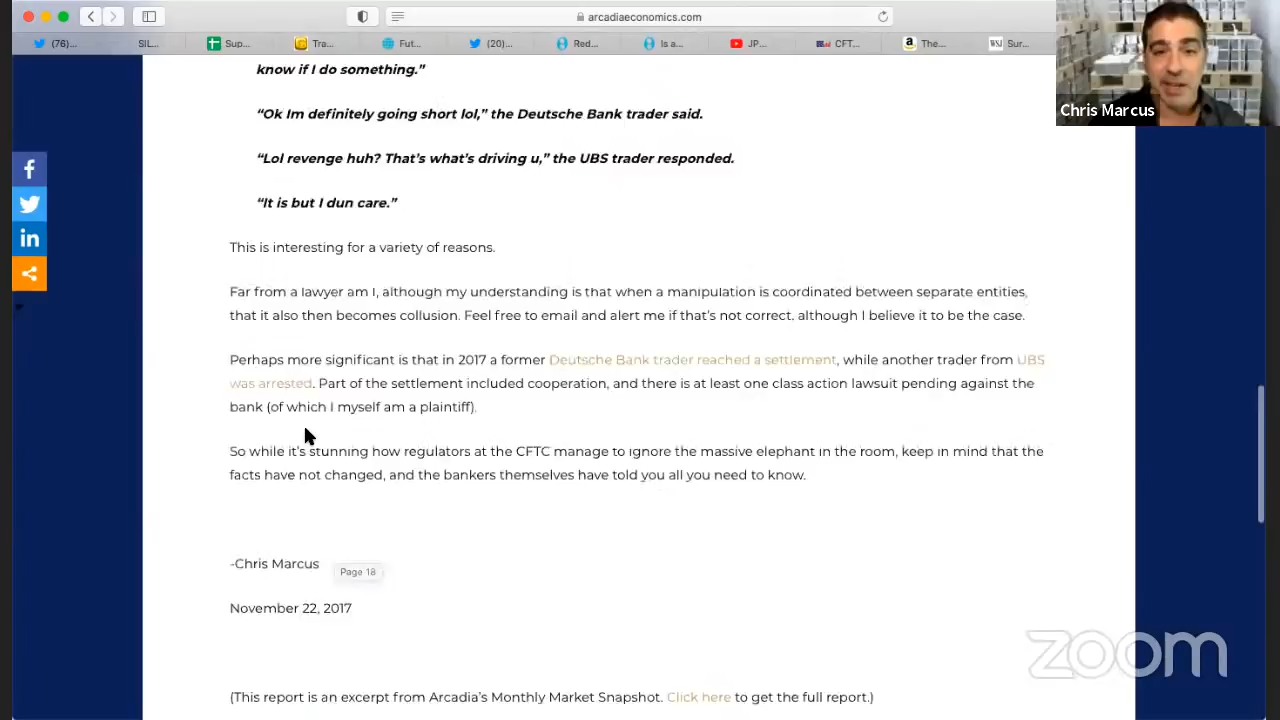 arcadiaeconomics.com
(76)...
SIL...
Sup...
Tra...
Fut...
(20)...
Red...
Is a...
JP...
CFT...
The...
WSJ Sur...
Chris Marcus
know if I do something.”
“Ok Im definitely going short lol,” the Deutsche Bank trader said.
“Lol revenge huh? That’s what’s driving u,” the UBS trader responded.
“It is but I dun care.”
This is interesting for a variety of reasons.
Far from a lawyer am I, although my understanding is that when a manipulation is coordinated between separate entities,
that it also then becomes collusion. Feel free to email and alert me if that’s not correct, although I believe it to be the case.
Perhaps more significant is that in 2017 a former Deutsche Bank trader reached a settlement, while another trader from UBS
was arrested. Part of the settlement included cooperation, and there is at least one class action lawsuit pending against the
bank (of which I myself am a plaintiff).
So while it’s stunning how regulators at the CFTC manage to ignore the massive elephant in the room, keep in mind that the
facts have not changed, and the bankers themselves have told you all you need to know.
-Chris Marcus
Page 18
November 22, 2017
(This report is an excerpt from Arcadia’s Monthly Market Snapshot. Click here to get the full report.)
zoom